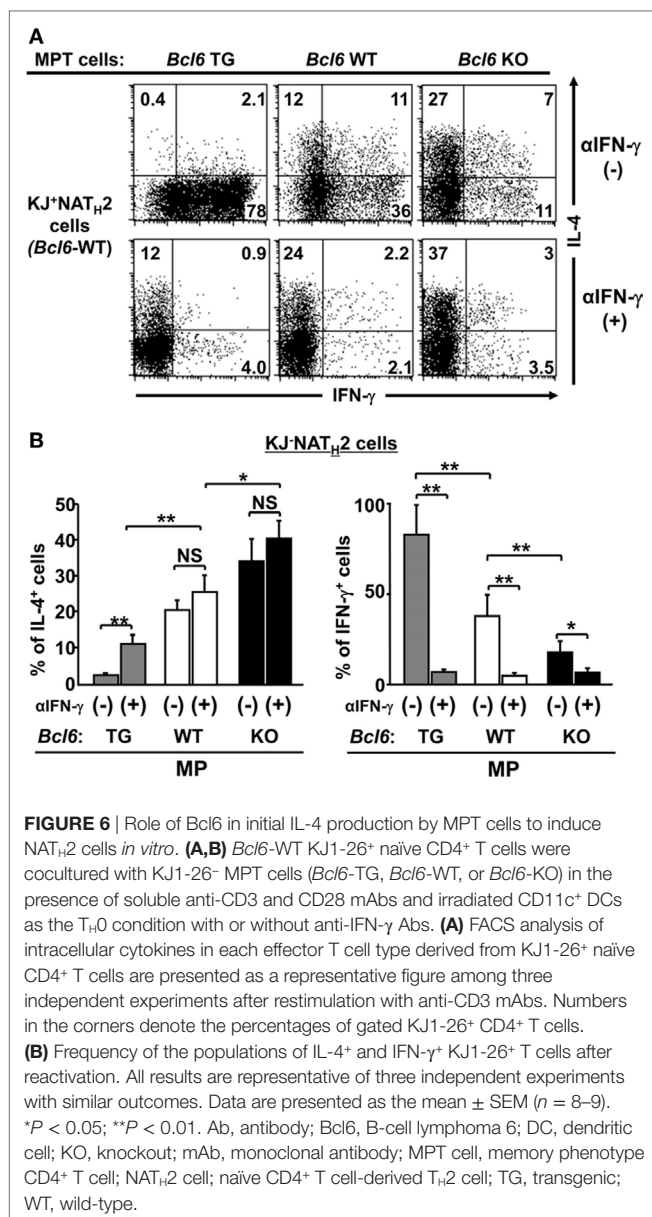 A
MPT cells: Bcl6 TG Bcl6 WT Bcl6 KO
0.4 2.1 12 11 27 7
78 36 11
αIFN-γ
(-)
KJ⁺NATH2
cells
(Bcl6-WT)
IL-4
12 0.9 24 2.2 37 3
4.0 2.1 3.5
αIFN-γ
(+)
IFN-γ
B
KJ⁻NATH2 cells
% of IL-4⁺ cells
50
40
30
20
10
0
** ** NS * NS
αIFN-γ (-) (+) (-) (+) (-) (+)
Bcl6: TG WT KO
MP
% of IFN-γ⁺ cells
100
50
0
** ** ** ** *
αIFN-γ (-) (+) (-) (+) (-) (+)
Bcl6: TG WT KO
MP
FIGURE 6 | Role of Bcl6 in initial IL-4 production by MPT cells to induce
NATH2 cells in vitro. (A,B) Bcl6-WT KJ1-26⁺ naïve CD4⁺ T cells were
cocultured with KJ1-26⁻ MPT cells (Bcl6-TG, Bcl6-WT, or Bcl6-KO) in the
presence of soluble anti-CD3 and CD28 mAbs and irradiated CD11c⁺ DCs
as the TH0 condition with or without anti-IFN-γ Abs. (A) FACS analysis of
intracellular cytokines in each effector T cell type derived from KJ1-26⁺ naïve
CD4⁺ T cells are presented as a representative figure among three
independent experiments after restimulation with anti-CD3 mAbs. Numbers
in the corners denote the percentages of gated KJ1-26⁺ CD4⁺ T cells.
(B) Frequency of the populations of IL-4⁺ and IFN-γ⁺ KJ1-26⁺ T cells after
reactivation. All results are representative of three independent experiments
with similar outcomes. Data are presented as the mean ± SEM (n = 8–9).
*P < 0.05; **P < 0.01. Ab, antibody; Bcl6, B-cell lymphoma 6; DC, dendritic
cell; KO, knockout; mAb, monoclonal antibody; MPT cell, memory phenotype
CD4⁺ T cell; NATH2 cell; naïve CD4⁺ T cell-derived TH2 cell; TG, transgenic;
WT, wild-type.